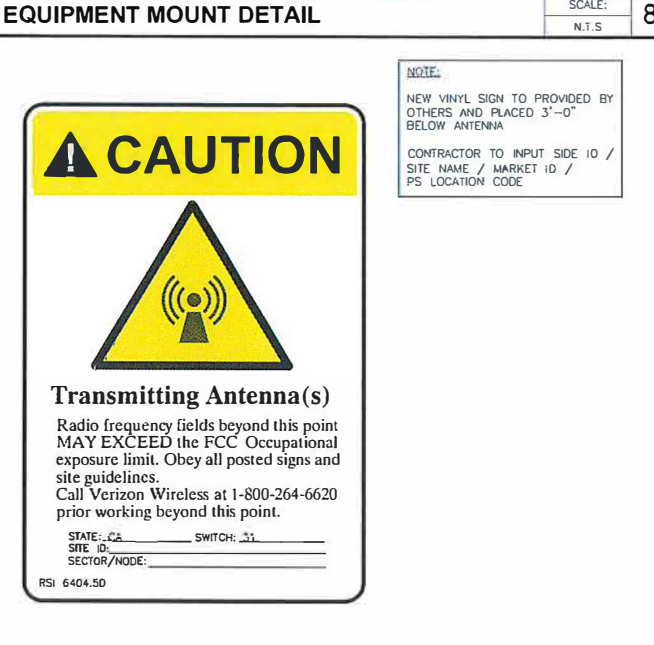 EQUIPMENT MOUNT DETAIL
SCALE:
N.T.S
8
NOTE:
NEW VINYL SIGN TO PROVIDED BY
OTHERS AND PLACED 3'-0"
BELOW ANTENNA
CONTRACTOR TO INPUT SIDE ID /
SITE NAME / MARKET ID /
PS LOCATION CODE
CAUTION
Transmitting Antenna(s)
Radio frequency fields beyond this point
MAY EXCEED the FCC Occupational
exposure limit. Obey all posted signs and
site guidelines.
Call Verizon Wireless at 1-800-264-6620
prior working beyond this point.
STATE: CA SWITCH:
SITE ID:
SECTOR/NODE:
RSI 6404.5D